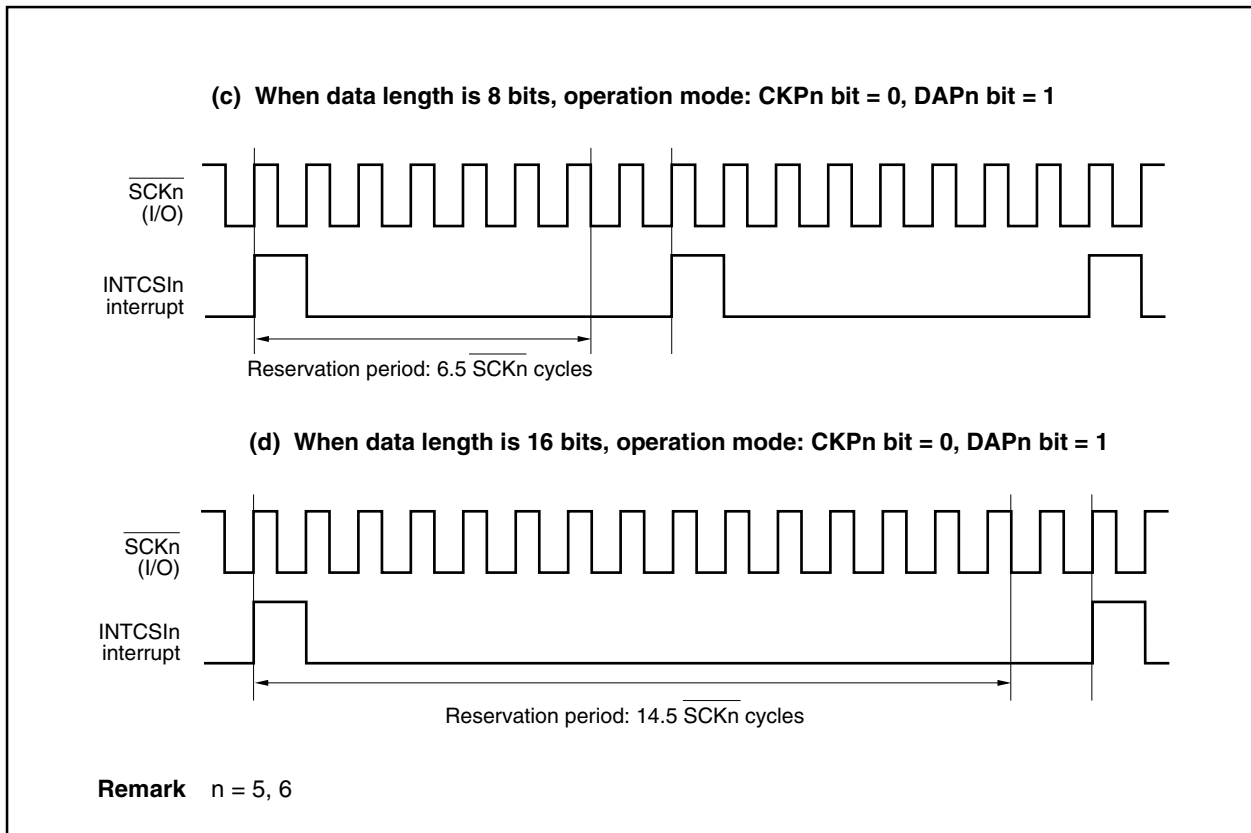 (c) When data length is 8 bits, operation mode: CKPn bit = 0, DAPn bit = 1
SCKn
(I/O)
INTCSIn
interrupt
Reservation period: 6.5 SCKn cycles
(d) When data length is 16 bits, operation mode: CKPn bit = 0, DAPn bit = 1
SCKn
(I/O)
INTCSIn
interrupt
Reservation period: 14.5 SCKn cycles
Remark n = 5, 6